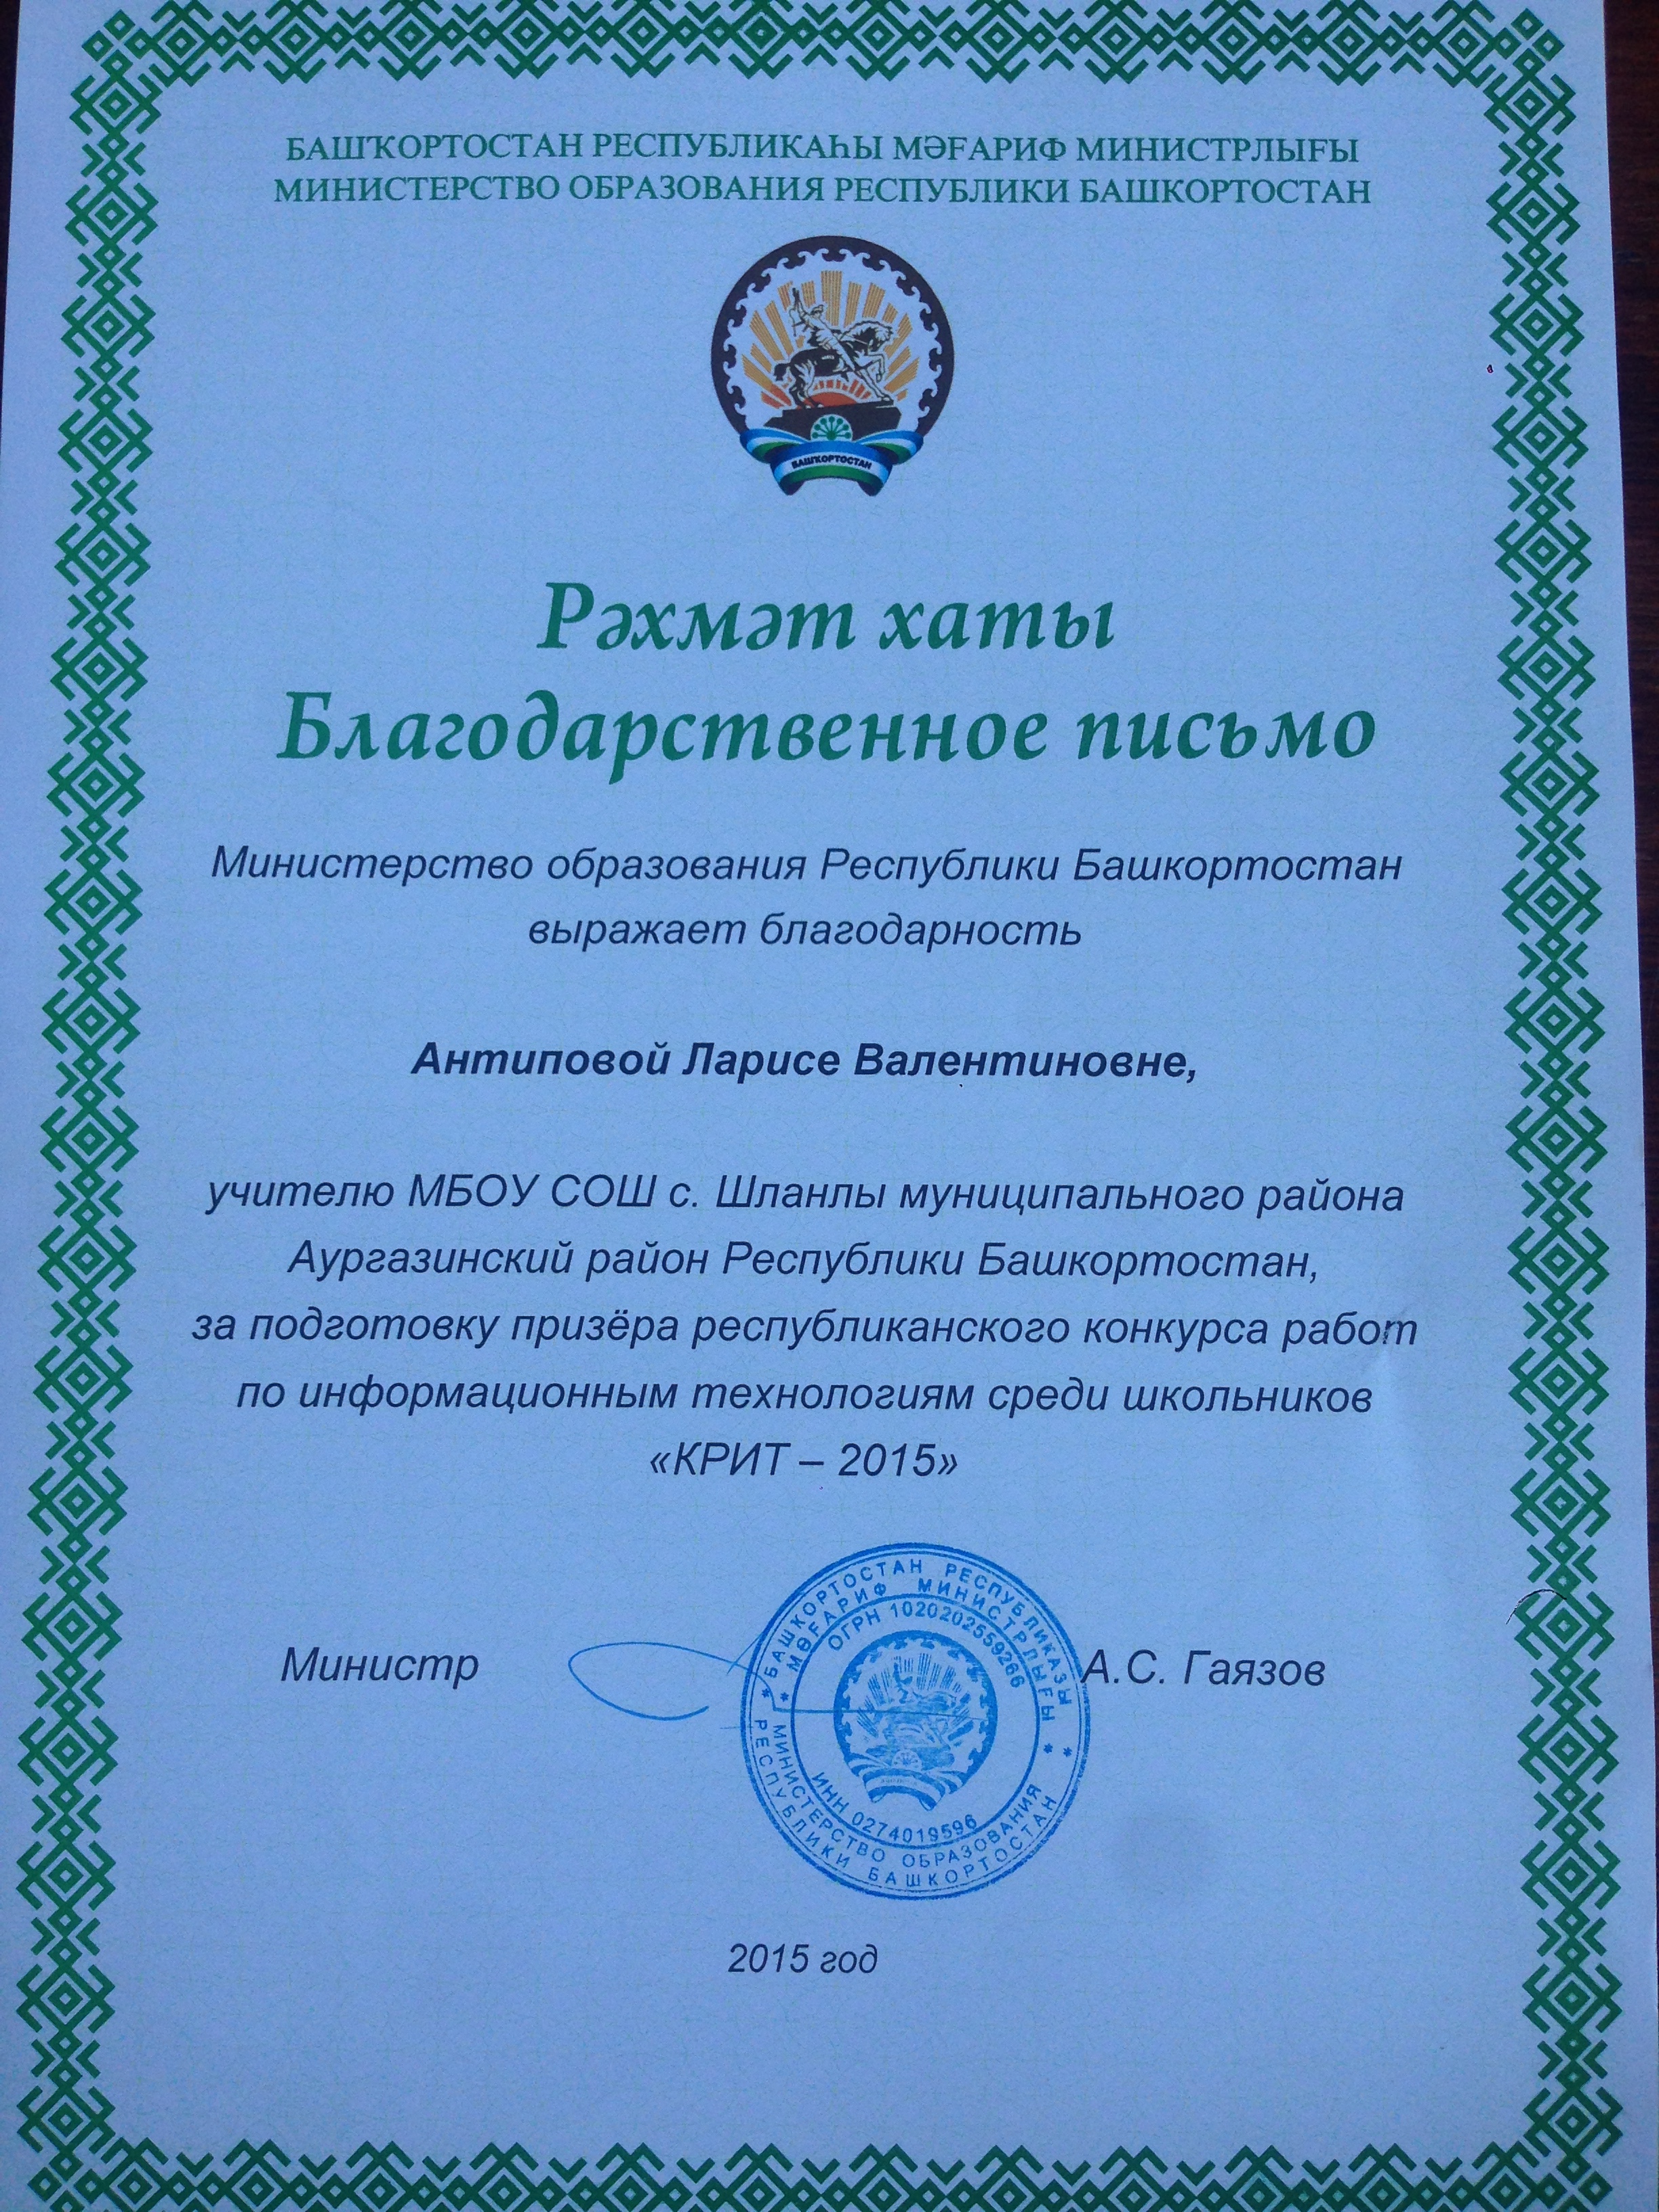 БАШҠОРТОСТАН РЕСПУБЛИКАҺЫ МӘҒАРИФ МИНИСТРЛЫҒЫ
МИНИСТЕРСТВО ОБРАЗОВАНИЯ РЕСПУБЛИКИ БАШКОРТОСТАН
БАШҠОРТОСТАН
Рәхмәт хаты
Благодарственное письмо
Министерство образования Республики Башкортостан
выражает благодарность
Антиповой Ларисе Валентиновне,
учителю МБОУ СОШ с. Шланлы муниципального района
Аургазинский район Республики Башкортостан,
за подготовку призёра республиканского конкурса работ
по информационным технологиям среди школьников
«КРИТ – 2015»
Министр
А.С. Гаязов
БАШКОРТОСТАН РЕСПУБЛИКАЗЫ
МӨҒАРИФ МИНИСТРЛЫҒЫ
ОГРН 1020202559266
ИНН 0274019596
МИНИСТЕРСТВО ОБРАЗОВАНИЯ
РЕСПУБЛИКИ БАШКОРТОСТАН
2015 год